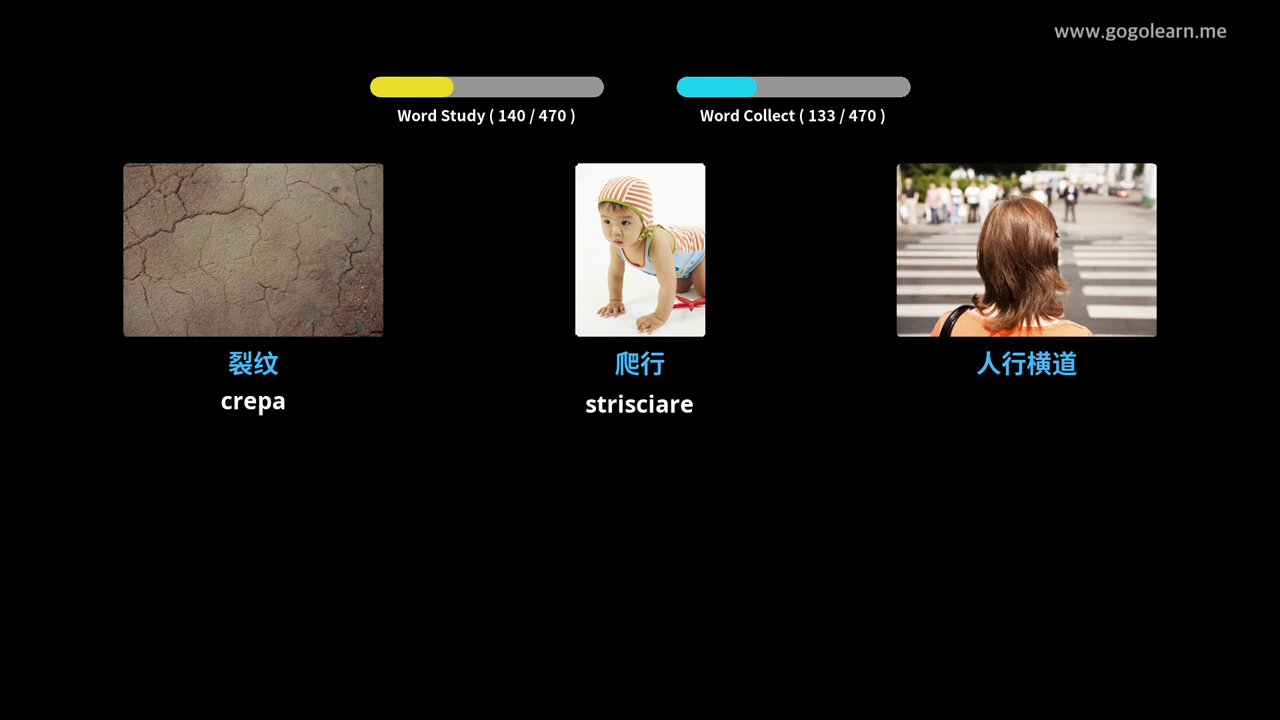 www.gogolearn.me
Word Study ( 140 / 470 )
Word Collect ( 133 / 470 )
裂纹
crepa
爬行
strisciare
人行横道